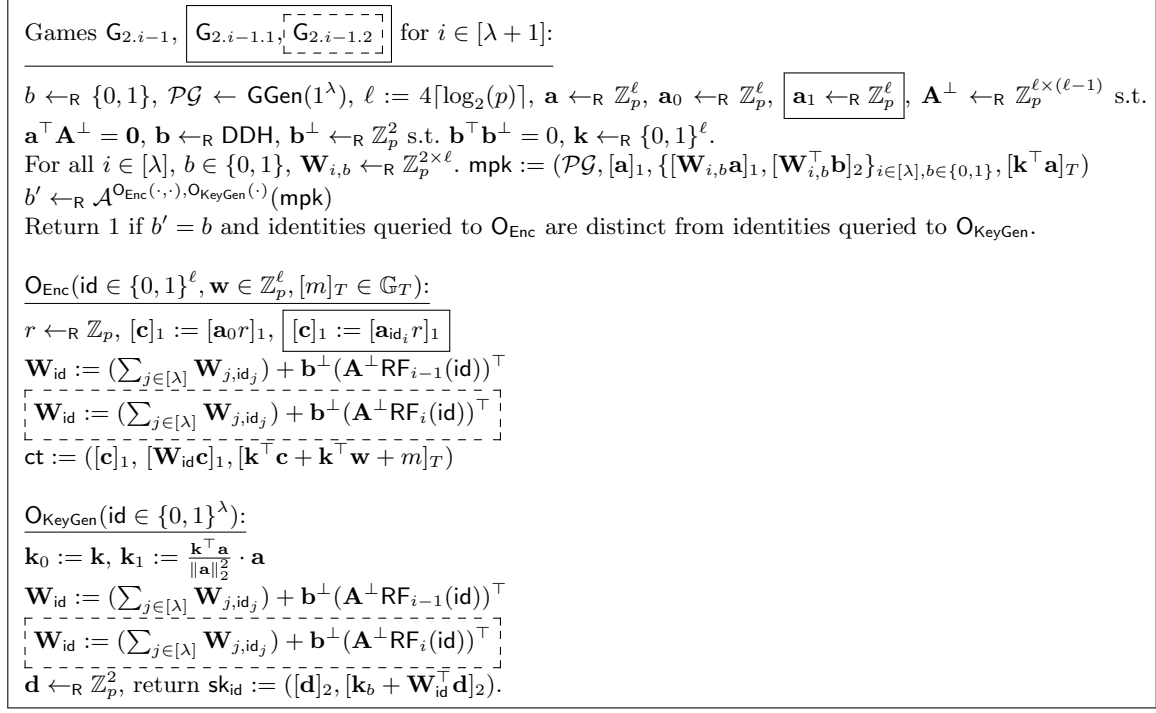 Games G_{2.i−1}, G_{2.i−1.1}, G_{2.i−1.2} for i ∈ [λ + 1]:
b ←_R {0, 1}, 𝒫𝒢 ← GGen(1^λ), ℓ := 4⌈log_2(p)⌉, a ←_R ℤ_p^ℓ, a_0 ←_R ℤ_p^ℓ, a_1 ←_R ℤ_p^ℓ, A^⊥ ←_R ℤ_p^{ℓ×(ℓ−1)} s.t.
a^⊤A^⊥ = 0, b ←_R DDH, b^⊥ ←_R ℤ_p^2 s.t. b^⊤b^⊥ = 0, k ←_R {0, 1}^ℓ.
For all i ∈ [λ], b ∈ {0, 1}, W_{i,b} ←_R ℤ_p^{2×ℓ}. mpk := (𝒫𝒢, [a]_1, {[W_{i,b}a]_1, [W_{i,b}^⊤b]_2}_{i∈[λ],b∈{0,1}}, [k^⊤a]_T)
b′ ←_R 𝒜^{O_Enc(·,·),O_KeyGen(·)}(mpk)
Return 1 if b′ = b and identities queried to O_Enc are distinct from identities queried to O_KeyGen.
O_Enc(id ∈ {0, 1}^ℓ, w ∈ ℤ_p^ℓ, [m]_T ∈ 𝔾_T):
r ←_R ℤ_p, [c]_1 := [a_0r]_1, [c]_1 := [a_{id_i}r]_1
W_id := (∑_{j∈[λ]} W_{j,id_j}) + b^⊥(A^⊥RF_{i−1}(id))^⊤
W_id := (∑_{j∈[λ]} W_{j,id_j}) + b^⊥(A^⊥RF_i(id))^⊤
ct := ([c]_1, [W_id c]_1, [k^⊤c + k^⊤w + m]_T)
O_KeyGen(id ∈ {0, 1}^λ):
k_0 := k, k_1 := \frac{k^⊤a}{‖a‖_2^2} · a
W_id := (∑_{j∈[λ]} W_{j,id_j}) + b^⊥(A^⊥RF_{i−1}(id))^⊤
W_id := (∑_{j∈[λ]} W_{j,id_j}) + b^⊥(A^⊥RF_i(id))^⊤
d ←_R ℤ_p^2, return sk_id := ([d]_2, [k_b + W_id^⊤d]_2).